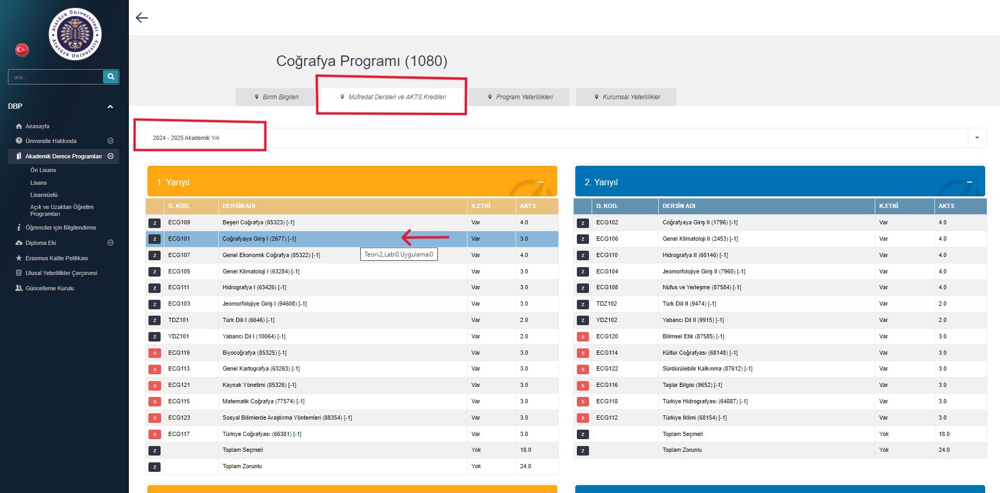 Atatürk Üniversitesi
Atatürk University
ara...
DBP
Anasayfa
Üniversite Hakkında
Akademik Derece Programları
Ön Lisans
Lisans
Lisansüstü
Açık ve Uzaktan Öğretim
Programları
Öğrenciler için Bilgilendirme
Diploma Eki
Erasmus Kalite Politikası
Ulusal Yeterlilikler Çerçevesi
Güncelleme Kurulu
Coğrafya Programı (1080)
Birim Bilgileri
Müfredat Dersleri ve AKTS Kredileri
Program Yeterlilikleri
Kurumsal Yeterlilikler
2024 - 2025 Akademik Yılı
1. Yarıyıl
D. KOD. DERSİN ADI K.ETKİ AKTS
Z ECG109 Beşeri Coğrafya (85323) [-1] Var 4.0
Z ECG101 Coğrafyaya Giriş I (2677) [-1] Var 3.0
Teori:2,Lab:0,Uygulama:0
Z ECG107 Genel Ekonomik Coğrafya (85322) [-1] Var 4.0
Z ECG105 Genel Klimatoloji I (63284) [-1] Var 3.0
Z ECG111 Hidrografya I (63426) [-1] Var 3.0
Z ECG103 Jeomorfolojiye Giriş I (94608) [-1] Var 3.0
Z TDZ101 Türk Dili I (6646) [-1] Var 2.0
Z YDZ101 Yabancı Dil I (10064) [-1] Var 2.0
S ECG119 Biyocoğrafya (85325) [-1] Var 3.0
S ECG113 Genel Kartografya (63263) [-1] Var 3.0
S ECG121 Kaynak Yönetimi (85326) [-1] Var 3.0
S ECG115 Matematik Coğrafya (77574) [-1] Var 3.0
S ECG123 Sosyal Bilimlerde Araştırma Yöntemleri (88354) [-1] Var 3.0
S ECG117 Türkiye Coğrafyası (66381) [-1] Var 3.0
Z Toplam Seçmeli Yok 18.0
Z Toplam Zorunlu Yok 24.0
2. Yarıyıl
D. KOD. DERSİN ADI K.ETKİ AKTS
Z ECG102 Coğrafyaya Giriş II (1796) [-1] Var 4.0
Z ECG106 Genel Klimatoloji II (2453) [-1] Var 4.0
Z ECG110 Hidrografya II (68146) [-1] Var 4.0
Z ECG104 Jeomorfolojiye Giriş II (7960) [-1] Var 4.0
Z ECG108 Nüfus ve Yerleşme (87584) [-1] Var 4.0
Z TDZ102 Türk Dili II (9474) [-1] Var 2.0
Z YDZ102 Yabancı Dil II (9915) [-1] Var 2.0
S ECG120 Bilimsel Etik (87585) [-1] Var 3.0
S ECG114 Kültür Coğrafyası (68148) [-1] Var 3.0
S ECG122 Sürdürülebilir Kalkınma (87612) [-1] Var 3.0
S ECG116 Taşlar Bilgisi (9652) [-1] Var 3.0
S ECG118 Türkiye Hidrografyası (64887) [-1] Var 3.0
S ECG112 Türkiye İklimi (68154) [-1] Var 3.0
Z Toplam Seçmeli Yok 18.0
Z Toplam Zorunlu Yok 24.0